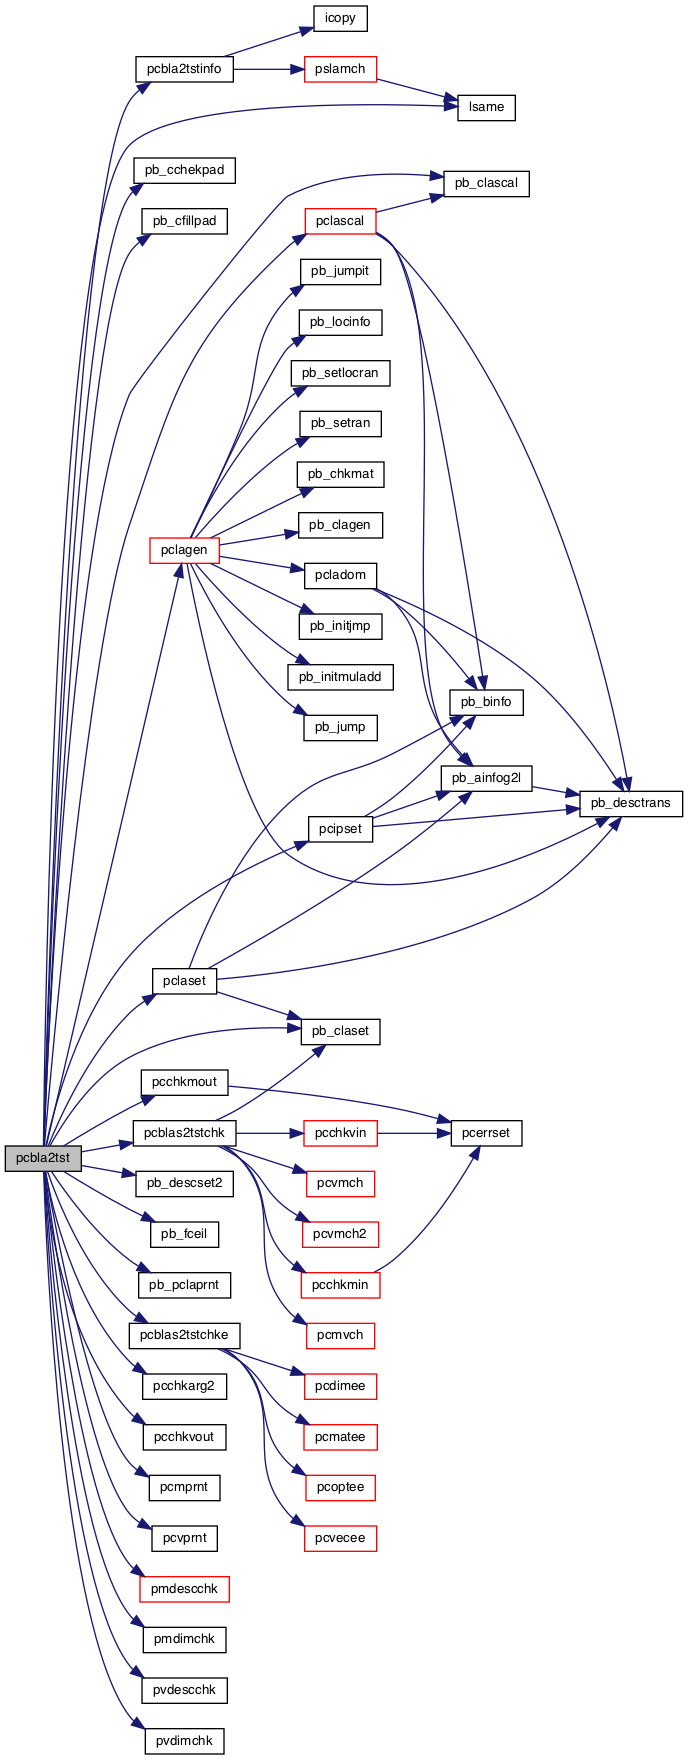 icopy
pcbla2tstinfo
pslamch
lsame
pb_cchekpad
pb_clascal
pb_cfillpad
pclascal
pb_jumpit
pb_locinfo
pb_setlocran
pb_setran
pb_chkmat
pb_clagen
pclagen
pcladom
pb_initjmp
pb_initmuladd
pb_binfo
pb_jump
pb_ainfog2l
pb_desctrans
pcipset
pclaset
pb_claset
pcchkmout
pcblas2tstchk
pcchkvin
pcerrset
pcbla2tst
pcvmch
pb_descset2
pcvmch2
pb_fceil
pcchkmin
pb_pclaprnt
pcmvch
pcblas2tstchke
pcchkarg2
pcdimee
pcchkvout
pcmatee
pcmprnt
pcoptee
pcvprnt
pcvecee
pmdescchk
pmdimchk
pvdescchk
pvdimchk